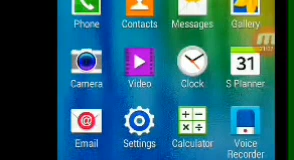 Phone Contacts Messages Gallery
31
Camera Video Clock S Planner
Email Settings Calculator Voice
Recorder